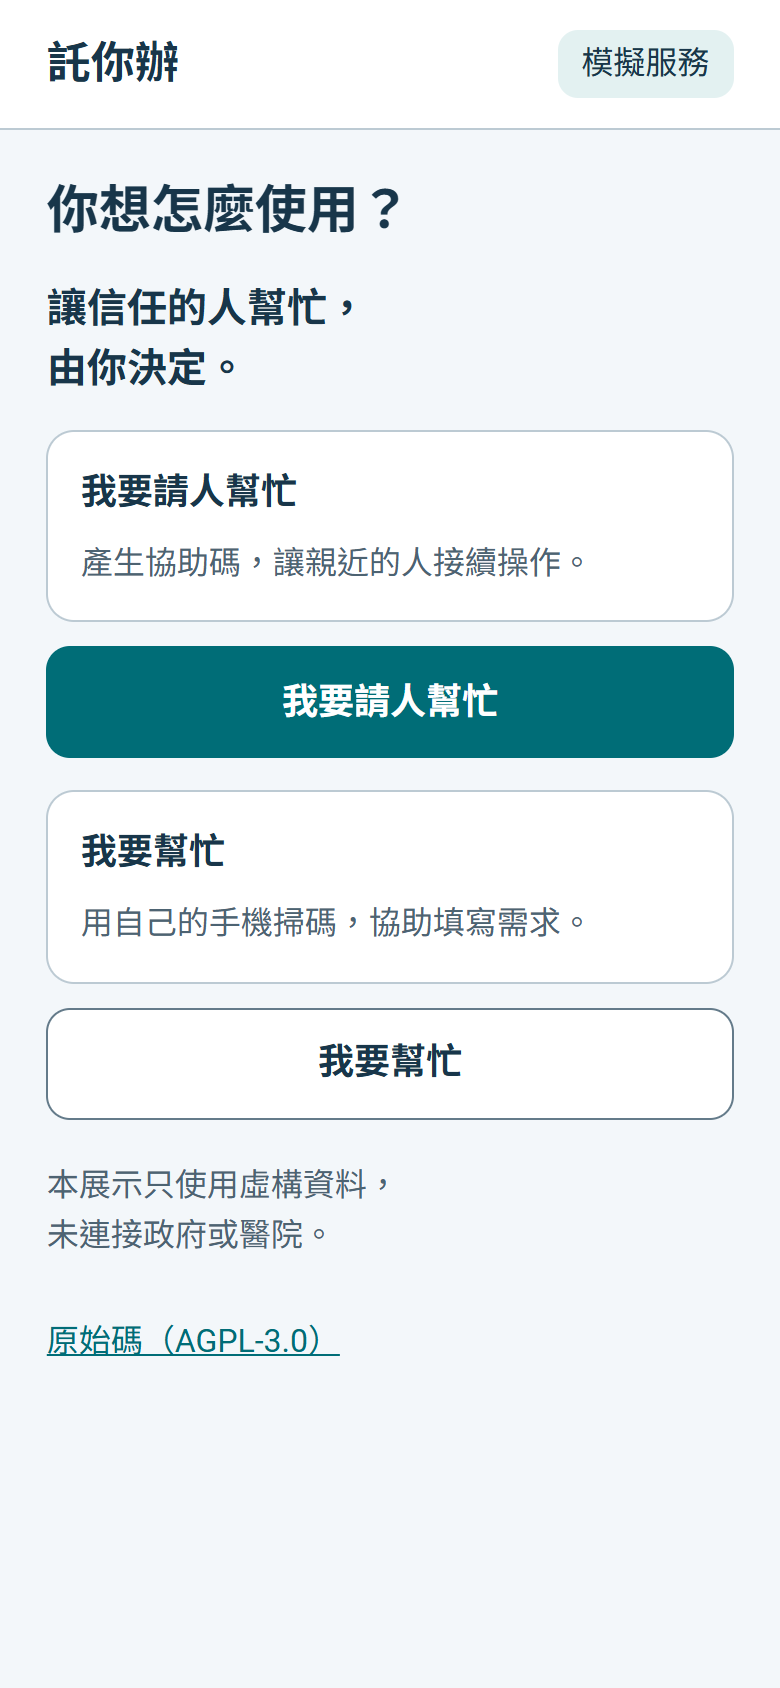 託你辦
模擬服務
你想怎麼使用？
讓信任的人幫忙，
由你決定。
我要請人幫忙
產生協助碼，讓親近的人接續操作。
我要請人幫忙
我要幫忙
用自己的手機掃碼，協助填寫需求。
我要幫忙
本展示只使用虛構資料，
未連接政府或醫院。
原始碼（AGPL-3.0）